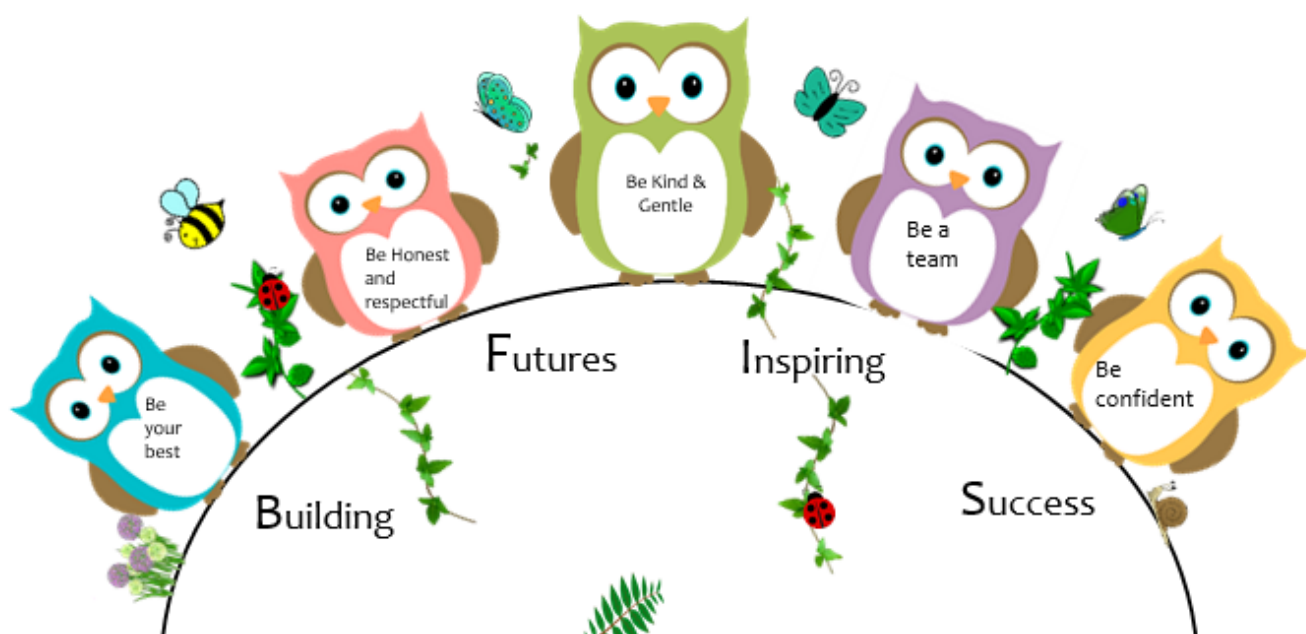 Be
your
best
Be Honest
and
respectful
Be Kind &
Gentle
Be a
team
Be
confident
Building
Futures
Inspiring
Success